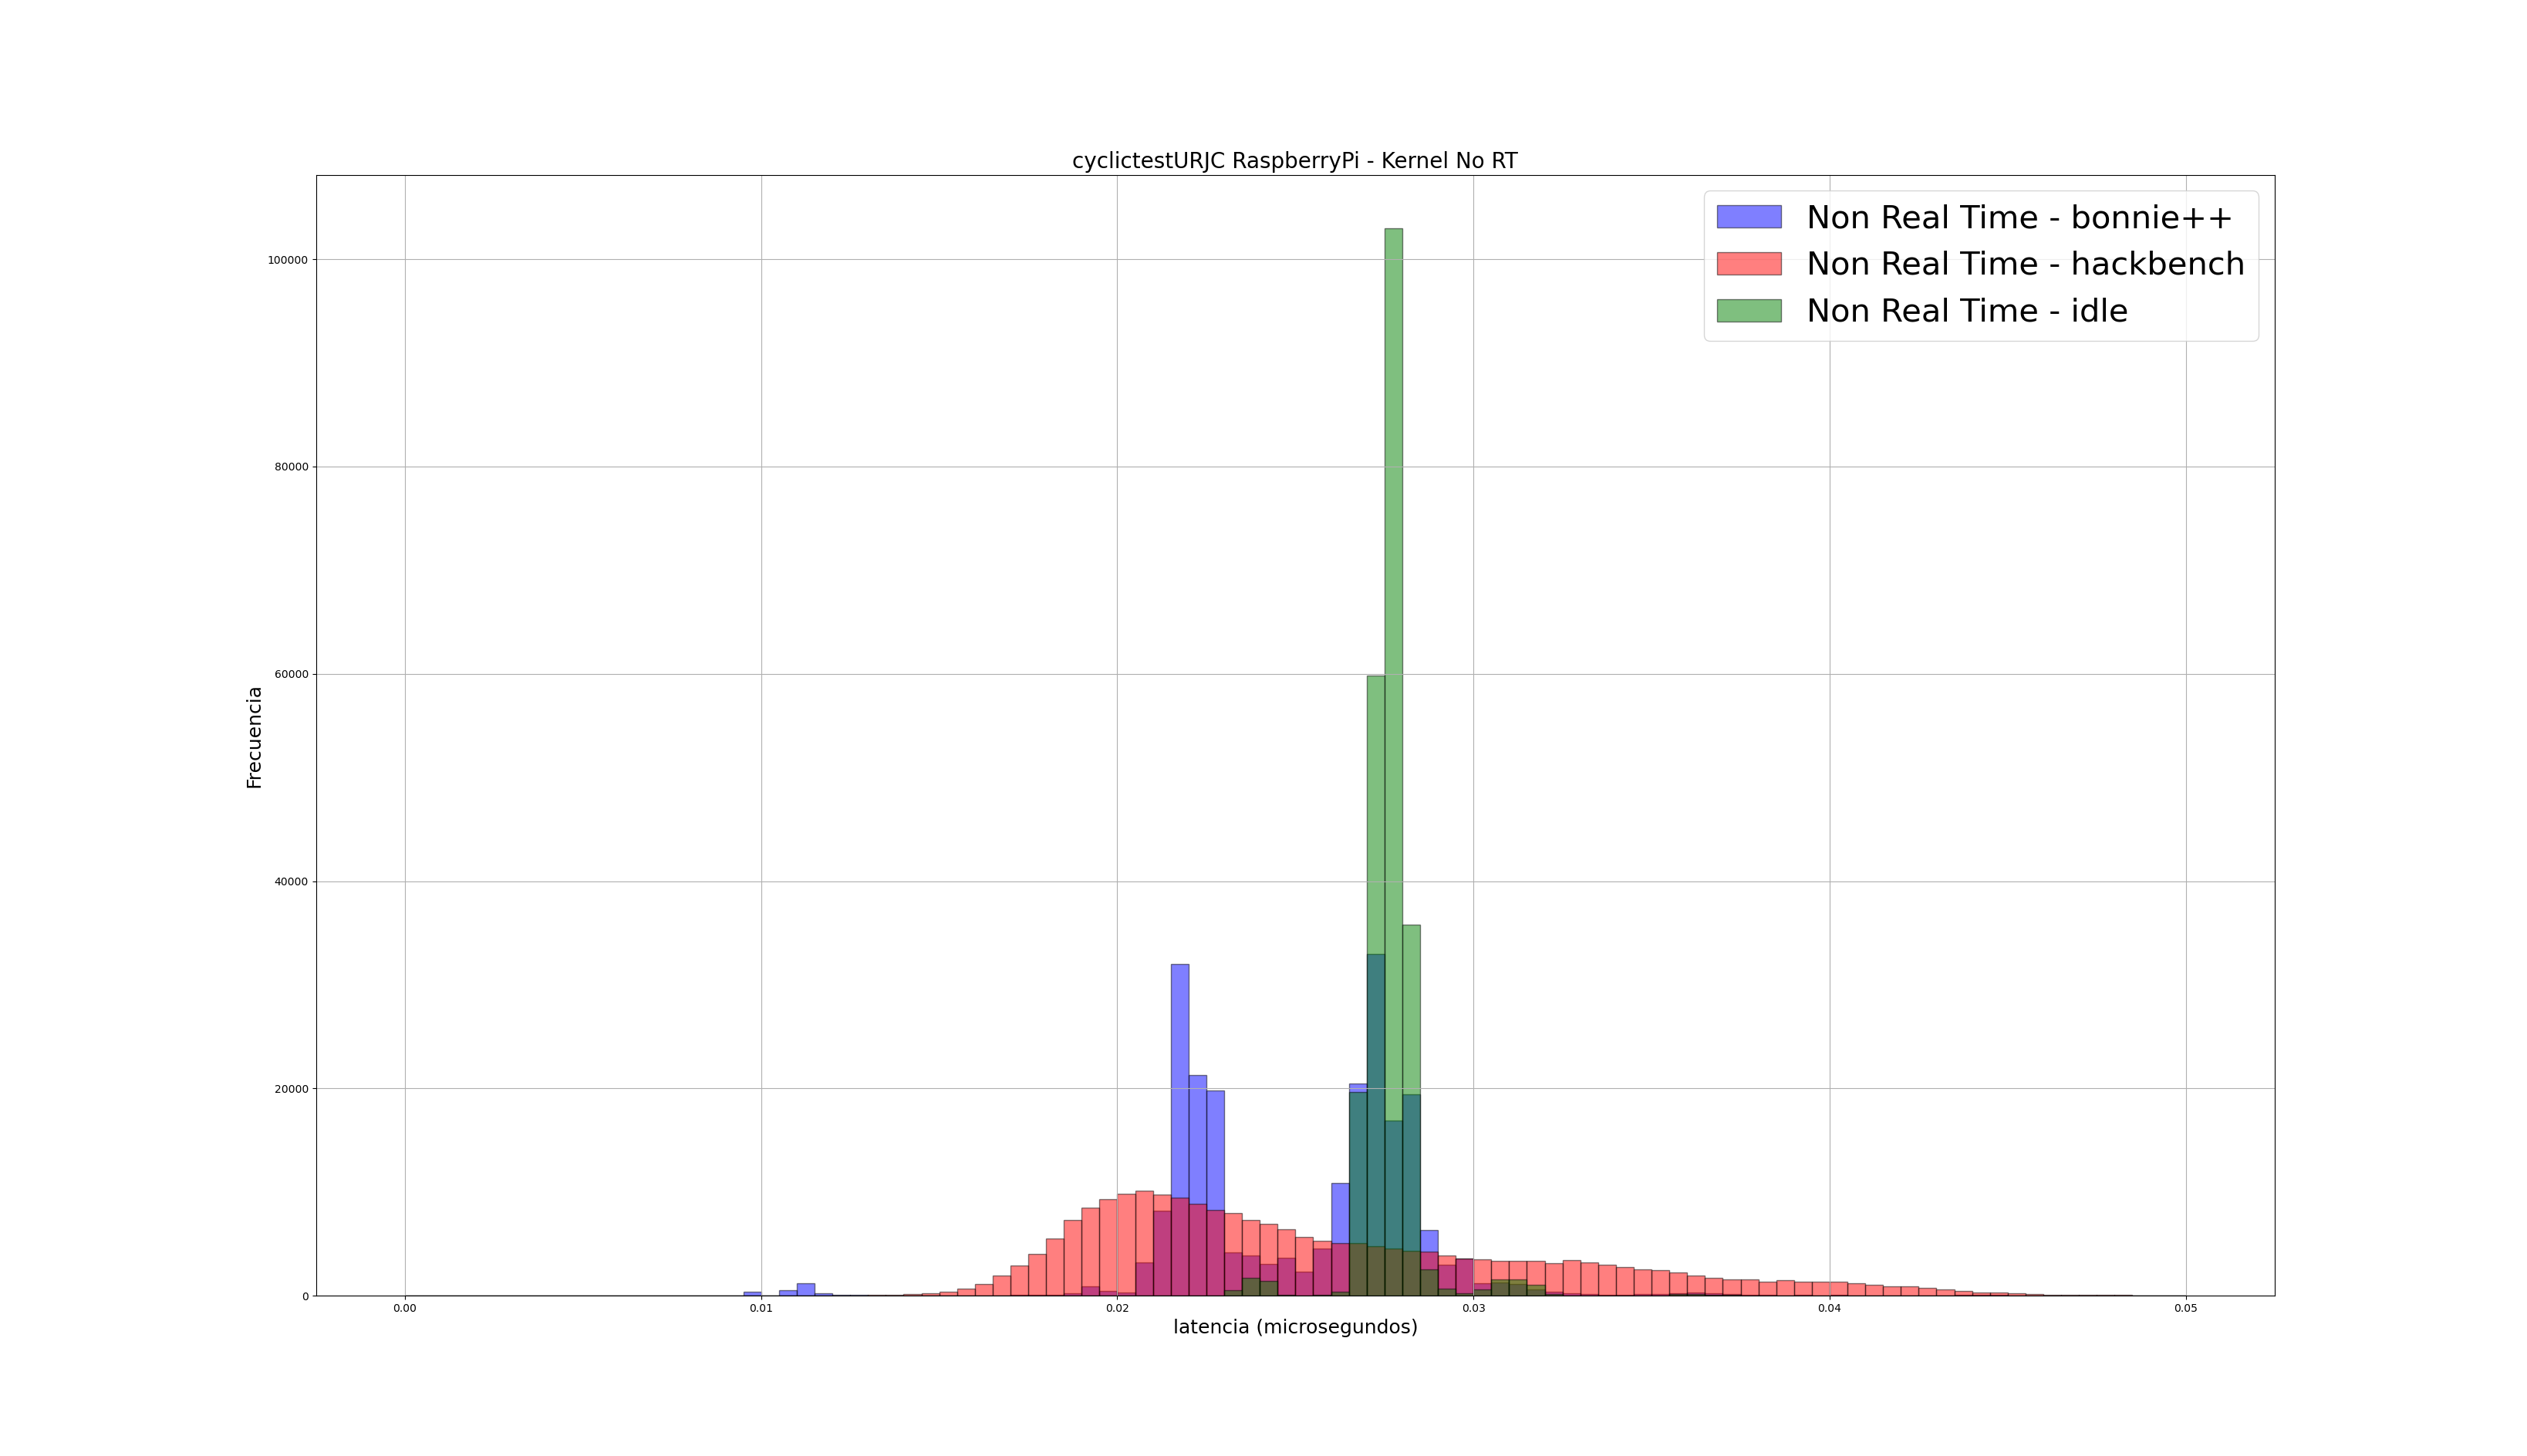 cyclictestURJC RaspberryPi - Kernel No RT
Non Real Time - bonnie++
Non Real Time - hackbench
Non Real Time - idle
100000
80000
60000
40000
20000
0
Frecuencia
0.00 0.01 0.02 0.03 0.04 0.05
latencia (microsegundos)